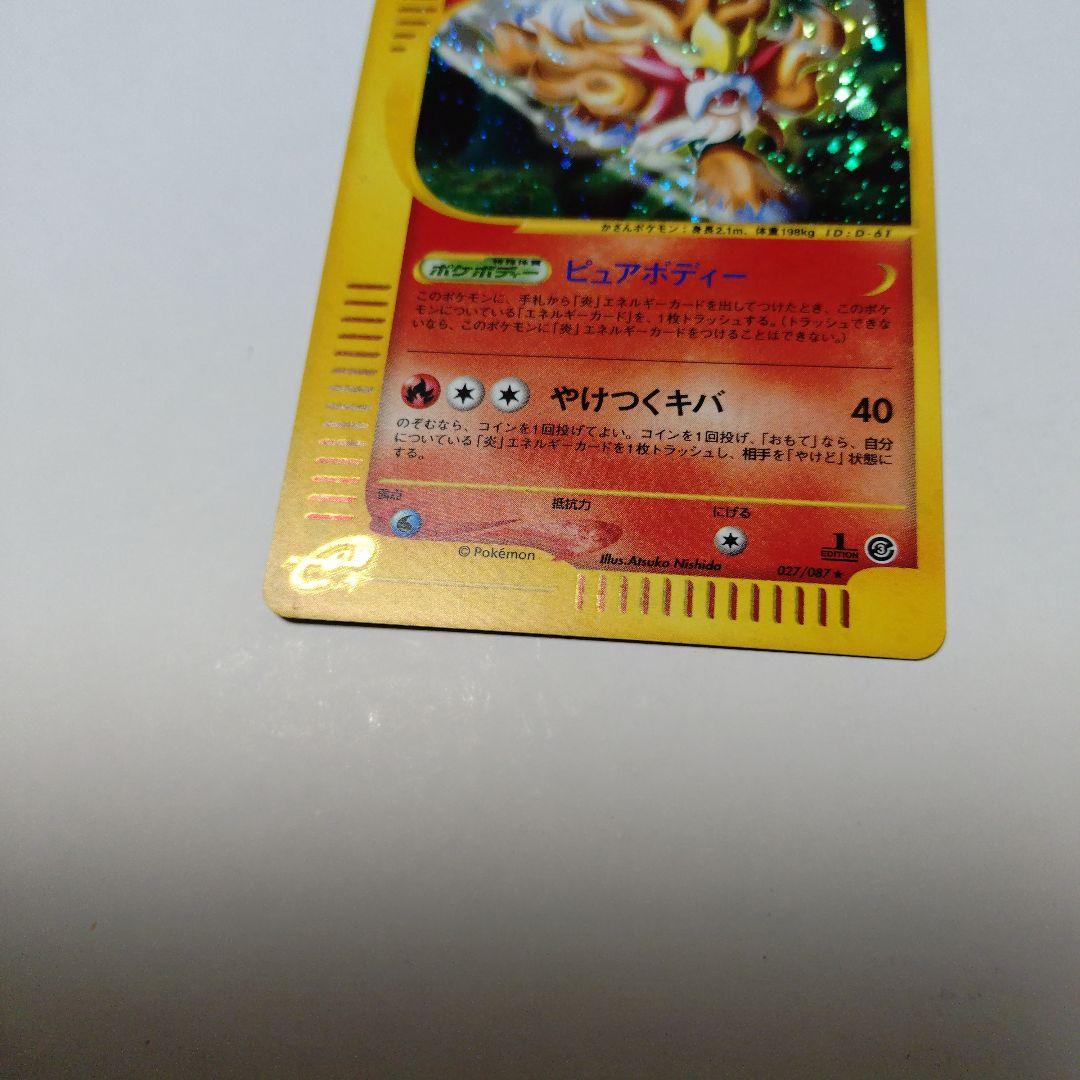 かざんポケモン：身長2.1m、体重198kg ID:D-61
特殊体質
ポケボディー ピュアボディー
このポケモンに、手札から「炎」エネルギーカードを出してつけたとき、このポケ
モンについている「エネルギーカード」を、1枚トラッシュする。（トラッシュできな
いなら、このポケモンに「炎」エネルギーカードをつけることはできない。）
やけつくキバ 40
のぞむなら、コインを1回投げてよい。コインを1回投げ、「おもて」なら、自分
についている「炎」エネルギーカードを1枚トラッシュし、相手を「やけど」状態に
する。
弱点 抵抗力 にげる
© Pokémon Illus.Atsuko Nishida 1 EDITION 3
027/087 ★